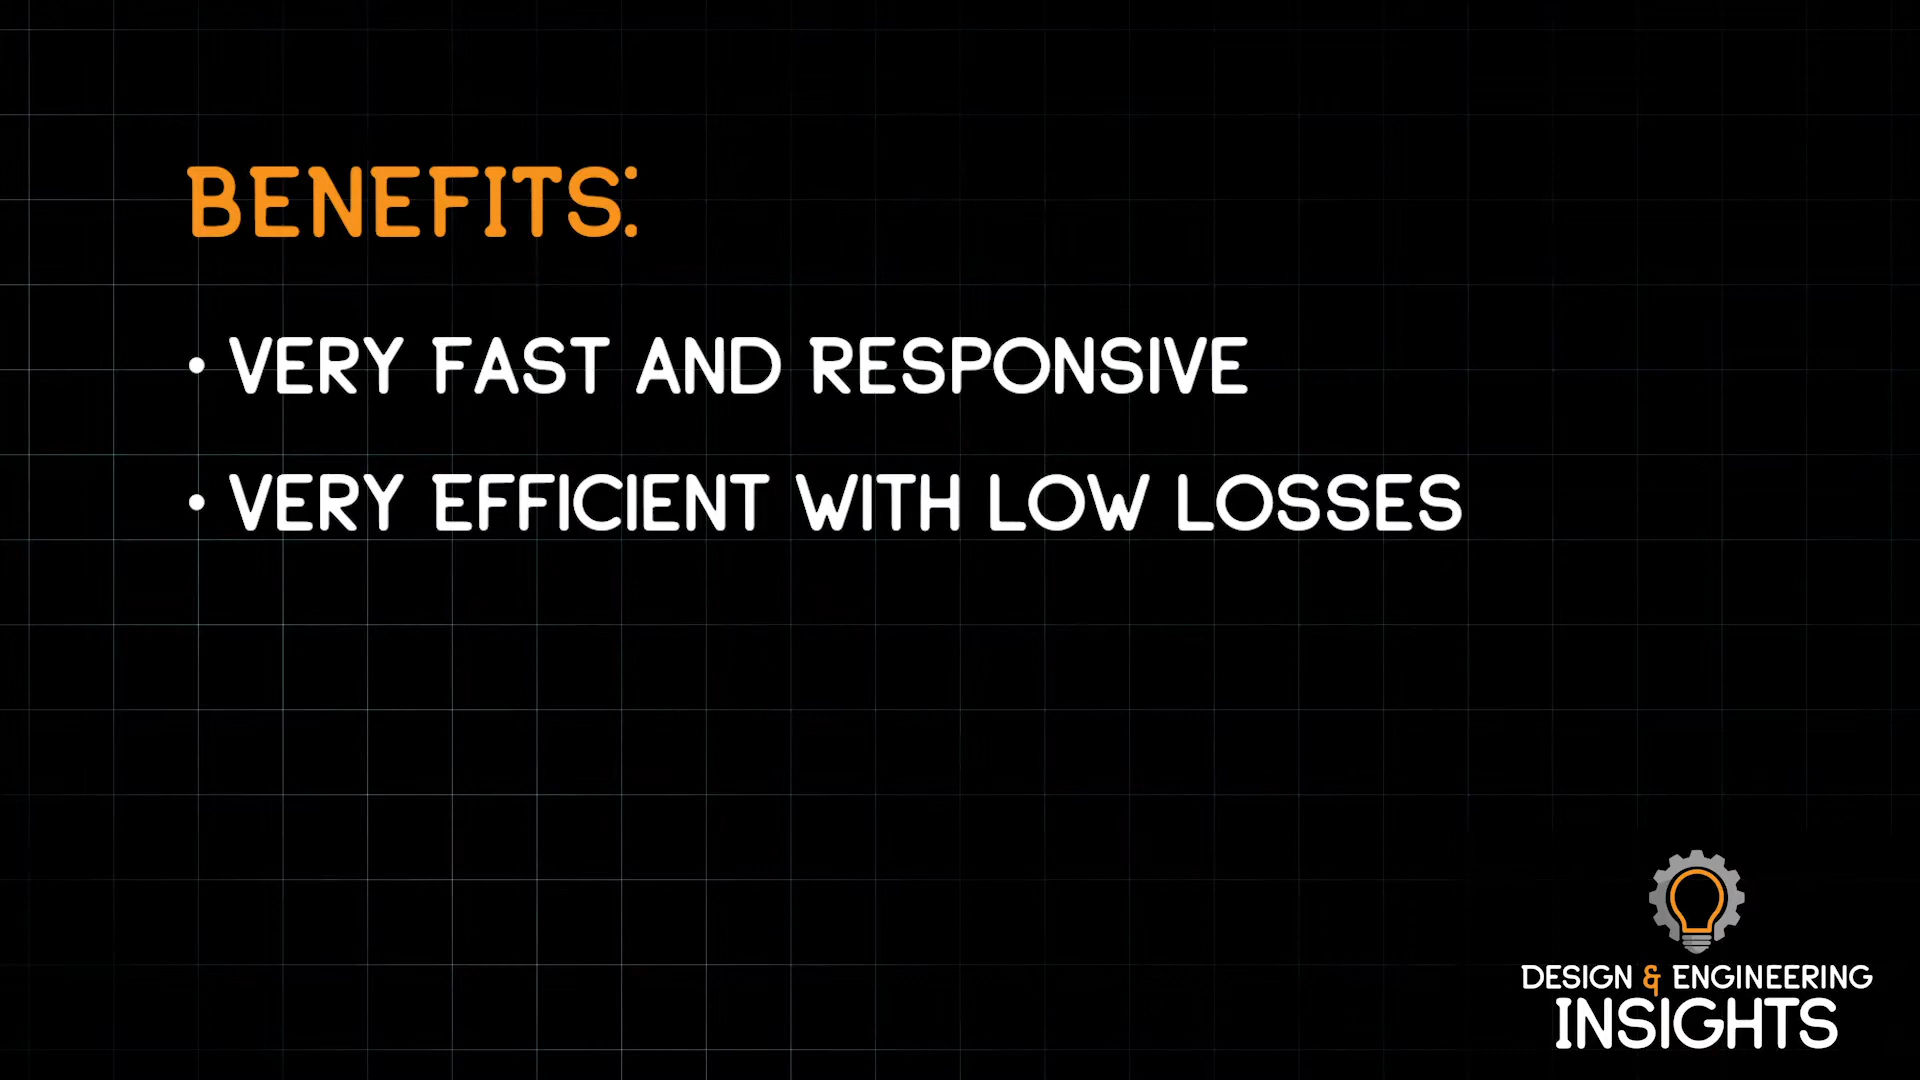 BENEFITS:
• VERY FAST AND RESPONSIVE
• VERY EFFICIENT WITH LOW LOSSES
DESIGN & ENGINEERING
INSIGHTS